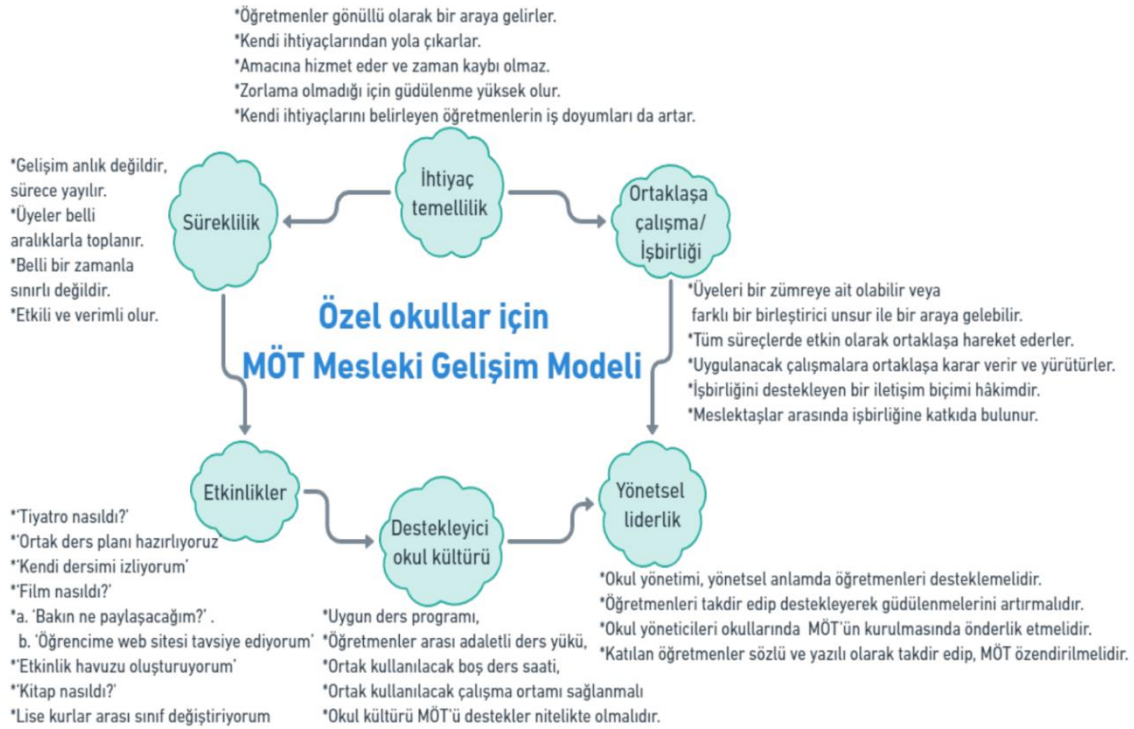 *Öğretmenler gönüllü olarak bir araya gelirler.
*Kendi ihtiyaçlarından yola çıkarlar.
*Amacına hizmet eder ve zaman kaybı olmaz.
*Zorlama olmadığı için güdülenme yüksek olur.
*Kendi ihtiyaçlarını belirleyen öğretmenlerin iş doyumları da artar.
İhtiyaç
temellilik
*Gelişim anlık değildir,
sürece yayılır.
*Üyeler belli
aralıklarla toplanır.
*Belli bir zamanla
sınırlı değildir.
*Etkili ve verimli olur.
Süreklilik
Ortaklaşa
çalışma/
İşbirliği
*Üyeleri bir zümreye ait olabilir veya
farklı bir birleştirici unsur ile bir araya gelebilir.
*Tüm süreçlerde etkin olarak ortaklaşa hareket ederler.
*Uygulanacak çalışmalara ortaklaşa karar verir ve yürütürler.
*İşbirliğini destekleyen bir iletişim biçimi hâkimdir.
*Meslektaşlar arasında işbirliğine katkıda bulunur.
Özel okullar için
MÖT Mesleki Gelişim Modeli
Etkinlikler
*'Tiyatro nasıldı?'
*'Ortak ders planı hazırlıyoruz'
*'Kendi dersimi izliyorum'
*'Film nasıldı?'
*a. 'Bakın ne paylaşacağım?' .
b. 'Öğrencime web sitesi tavsiye ediyorum'
*'Etkinlik havuzu oluşturuyorum'
*'Kitap nasıldı?'
*Lise kurlar arası sınıf değiştiriyorum
Destekleyici
okul kültürü
*Uygun ders programı,
*Öğretmenler arası adaletli ders yükü,
*Ortak kullanılacak boş ders saati,
*Ortak kullanılacak çalışma ortamı sağlanmalı
*Okul kültürü MÖT'ü destekler nitelikte olmalıdır.
Yönetsel
liderlik
*Okul yönetimi, yönetsel anlamda öğretmenleri desteklemelidir.
*Öğretmenleri takdir edip destekleyerek güdülenmelerini artırmalıdır.
*Okul yöneticileri okullarında MÖT'ün kurulmasında önderlik etmelidir.
*Katılan öğretmenler sözlü ve yazılı olarak takdir edip, MÖT özendirilmelidir.